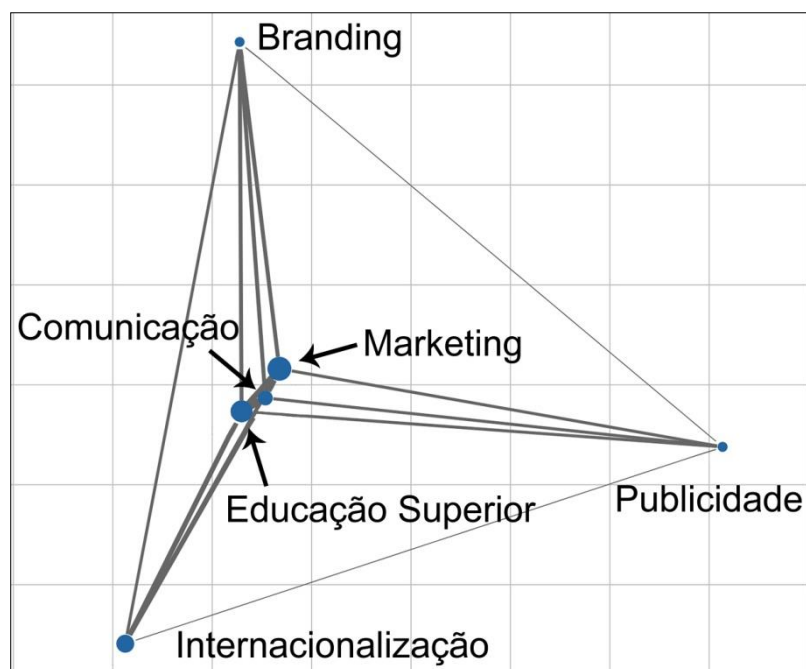 Branding
Comunicação
Marketing
Educação Superior
Publicidade
Internacionalização